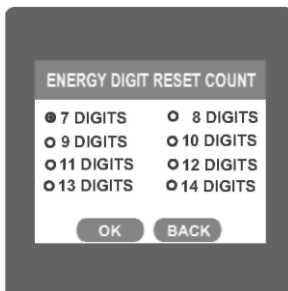 ENERGY DIGIT RESET COUNT
7 DIGITS 8 DIGITS
9 DIGITS 10 DIGITS
11 DIGITS 12 DIGITS
13 DIGITS 14 DIGITS
OK BACK